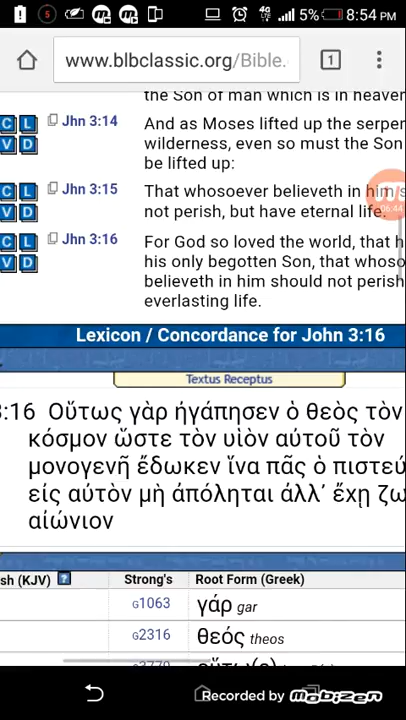 5% 8:54 PM
www.blbclassic.org/Bible.
1
the Son of man which is in heaven
C L Jhn 3:14 And as Moses lifted up the serpen
V D wilderness, even so must the Son
be lifted up:
C L Jhn 3:15 That whosoever believeth in him s
V D not perish, but have eternal life.
06:44
C L Jhn 3:16 For God so loved the world, that h
V D his only begotten Son, that whoso
believeth in him should not perish
everlasting life.
Lexicon / Concordance for John 3:16
Textus Receptus
3:16 Οὕτως γὰρ ἠγάπησεν ὁ θεὸς τὸν
κόσμον ὥστε τὸν υἱὸν αὑτοῦ τὸν
μονογενῆ ἔδωκεν ἵνα πᾶς ὁ πιστεύ
εἰς αὐτὸν μὴ ἀπόληται ἀλλ᾽ ἔχῃ ζω
αἰώνιον
sh (KJV) ? Strong's Root Form (Greek)
G1063 γάρ gar
G2316 θεός theos
Recorded by mobizen